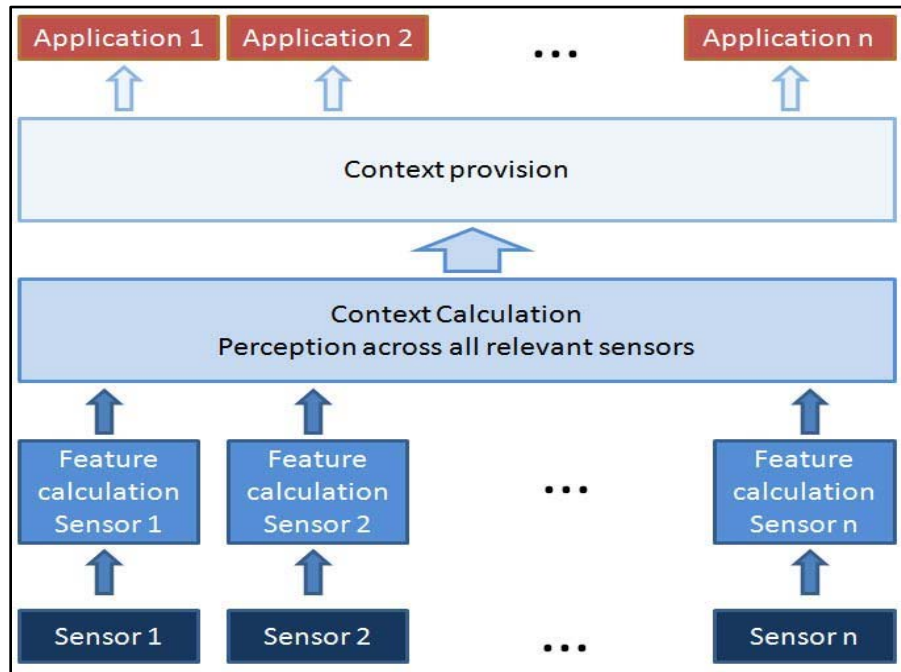 Application 1
Application 2
...
Application n
Context provision
Context Calculation
Perception across all relevant sensors
Feature
calculation
Sensor 1
Feature
calculation
Sensor 2
...
Feature
calculation
Sensor n
Sensor 1
Sensor 2
...
Sensor n